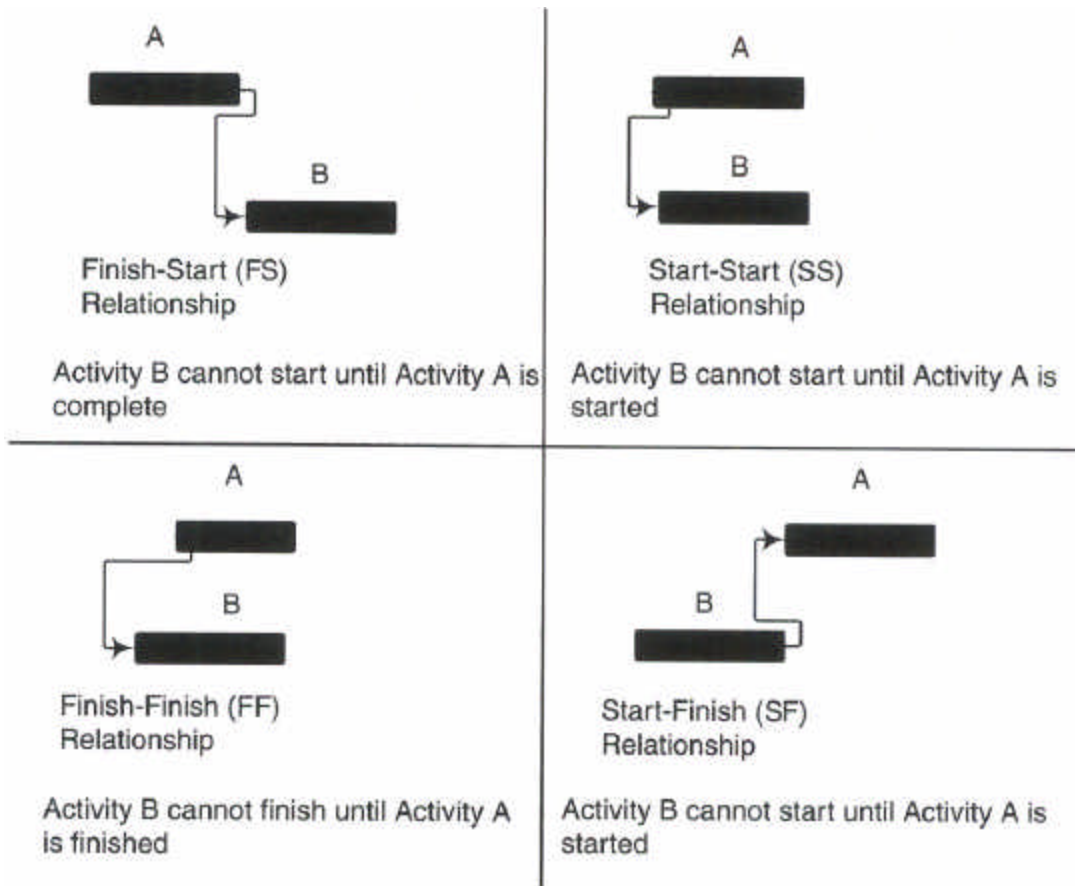 A
B
Finish-Start (FS)
Relationship
Activity B cannot start until Activity A is
complete
A
B
Start-Start (SS)
Relationship
Activity B cannot start until Activity A is
started
A
B
Finish-Finish (FF)
Relationship
Activity B cannot finish until Activity A
is finished
A
B
Start-Finish (SF)
Relationship
Activity B cannot start until Activity A is
started